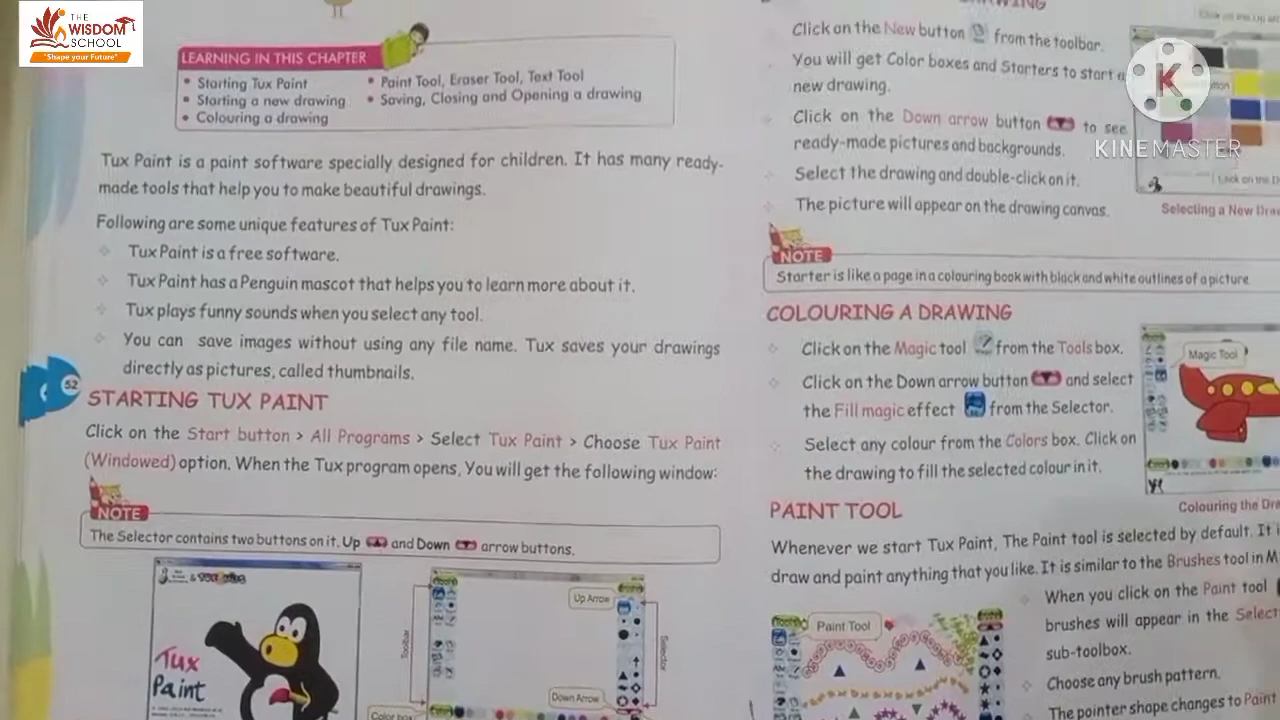 THE
WISDOM
SCHOOL
"Shape your Future"
LEARNING IN THIS CHAPTER
• Starting Tux Paint
• Starting a new drawing
• Colouring a drawing
• Paint Tool, Eraser Tool, Text Tool
• Saving, Closing and Opening a drawing
Tux Paint is a paint software specially designed for children. It has many ready-
made tools that help you to make beautiful drawings.
Following are some unique features of Tux Paint:
Tux Paint is a free software.
Tux Paint has a Penguin mascot that helps you to learn more about it.
Tux plays funny sounds when you select any tool.
You can save images without using any file name. Tux saves your drawings
directly as pictures, called thumbnails.
52
STARTING TUX PAINT
Click on the Start button > All Programs > Select Tux Paint > Choose Tux Paint
(Windowed) option. When the Tux program opens, You will get the following window:
NOTE
The Selector contains two buttons on it, Up and Down arrow buttons.
Tux
Paint
Toolbar
Up Arrow
Selector
Down Arrow
Color box
Click on the New button from the toolbar.
You will get Color boxes and Starters to start a
new drawing.
Click on the Down arrow button to see
ready-made pictures and backgrounds.
Select the drawing and double-click on it.
The picture will appear on the drawing canvas.
K
KINEMASTER
Selecting a New
NOTE
Starter is like a page in a colouring book with black and white outlines of a picture
COLOURING A DRAWING
Click on the Magic tool from the Tools box.
Click on the Down arrow button and select
the Fill magic effect from the Selector.
Select any colour from the Colors box. Click on
the drawing to fill the selected colour in it.
Magic Tool
Colouring the
PAINT TOOL
Whenever we start Tux Paint, The Paint tool is selected by default. It
draw and paint anything that you like. It is similar to the Brushes tool in
Paint Tool
When you click on the Paint tool
brushes will appear in the
sub-toolbox.
Choose any brush pattern.
The pointer shape changes to Paint